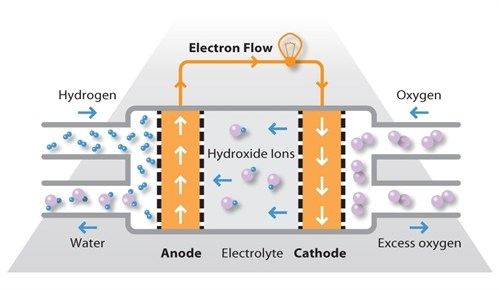 Electron Flow
Hydrogen
Oxygen
Hydroxide Ions
Water
Anode
Electrolyte
Cathode
Excess oxygen